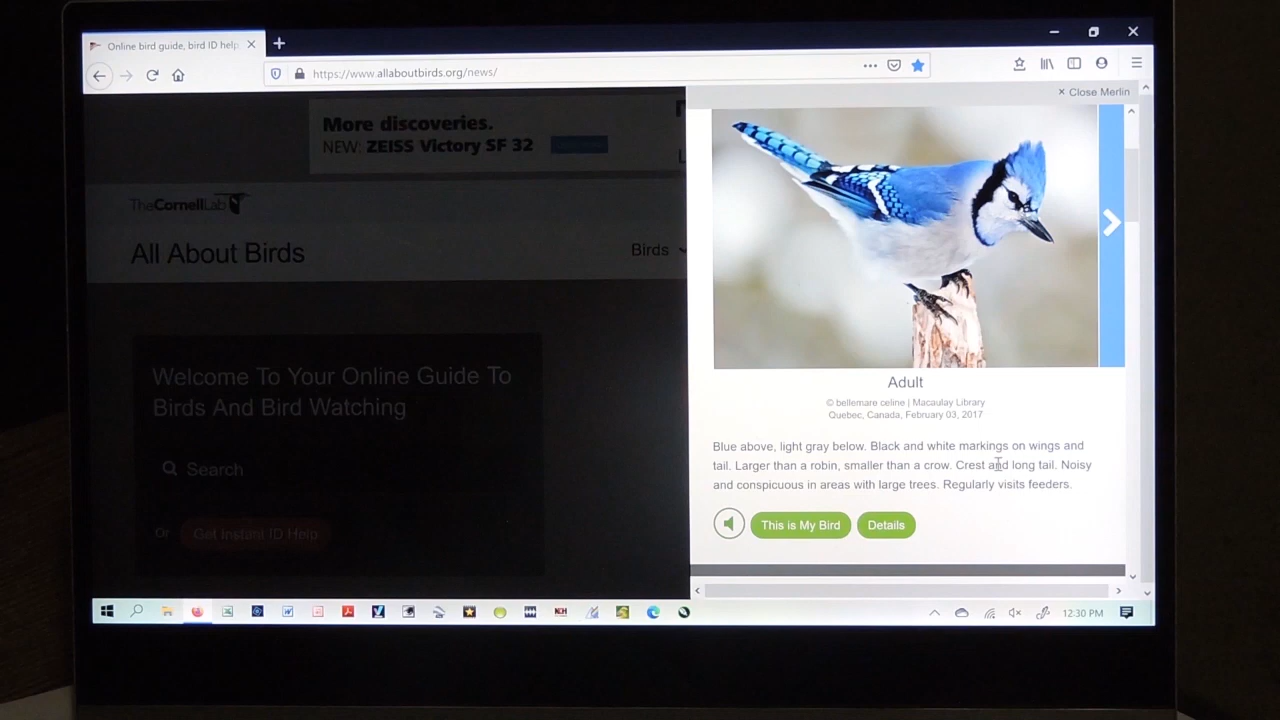 Online bird guide, bird ID help
https://www.allaboutbirds.org/news/
× Close Merlin
More discoveries.
NEW: ZEISS Victory SF 32
TheCornellLab
All About Birds
Birds
Welcome To Your Online Guide To
Birds And Bird Watching
Search
Or
Get Instant ID Help
Adult
© bellemare celine | Macaulay Library
Quebec, Canada, February 03, 2017
Blue above, light gray below. Black and white markings on wings and
tail. Larger than a robin, smaller than a crow. Crest and long tail. Noisy
and conspicuous in areas with large trees. Regularly visits feeders.
This is My Bird
Details
NCH
12:30 PM